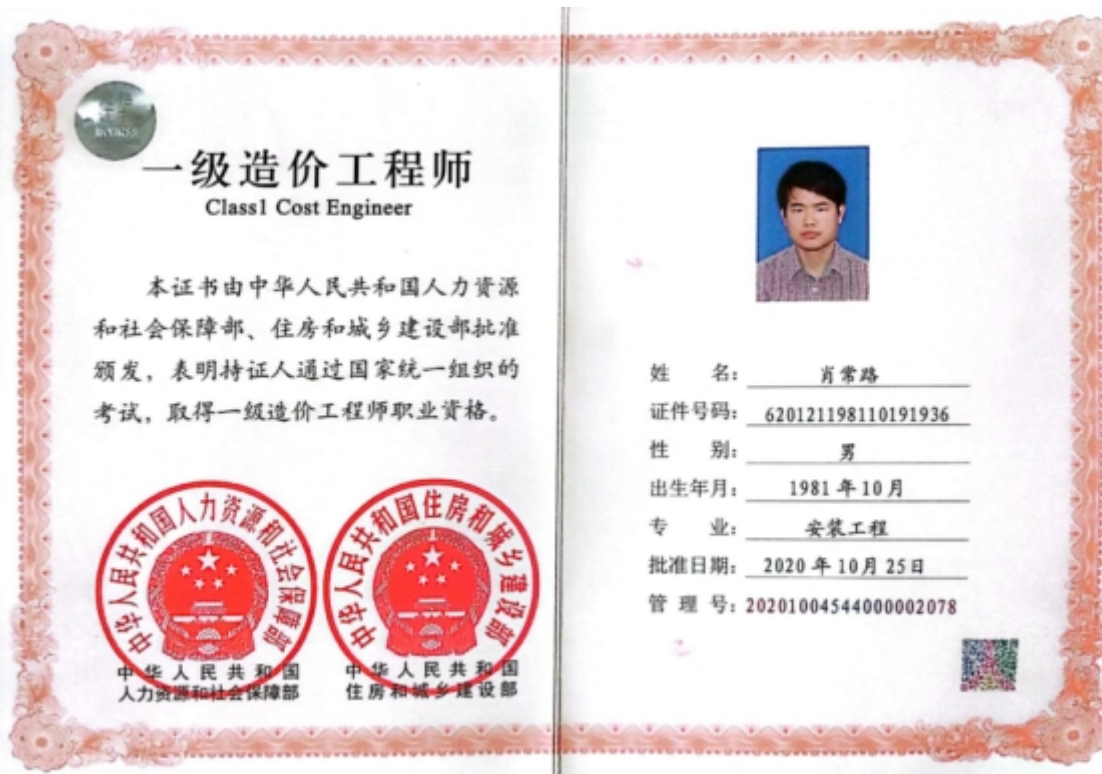 一级造价工程师
Class1 Cost Engineer
本证书由中华人民共和国人力资源
和社会保障部、住房和城乡建设部批准
颁发，表明持证人通过国家统一组织的
考试，取得一级造价工程师职业资格。
中华人民共和国人力资源和社会保障部
中华人民共和国住房和城乡建设部
中华人民共和国
人力资源和社会保障部
中华人民共和国
住房和城乡建设部
姓名：肖常路
证件号码：620121198110191936
性别：男
出生年月：1981年10月
专业：安装工程
批准日期：2020年10月25日
管理号：20201004544000002078